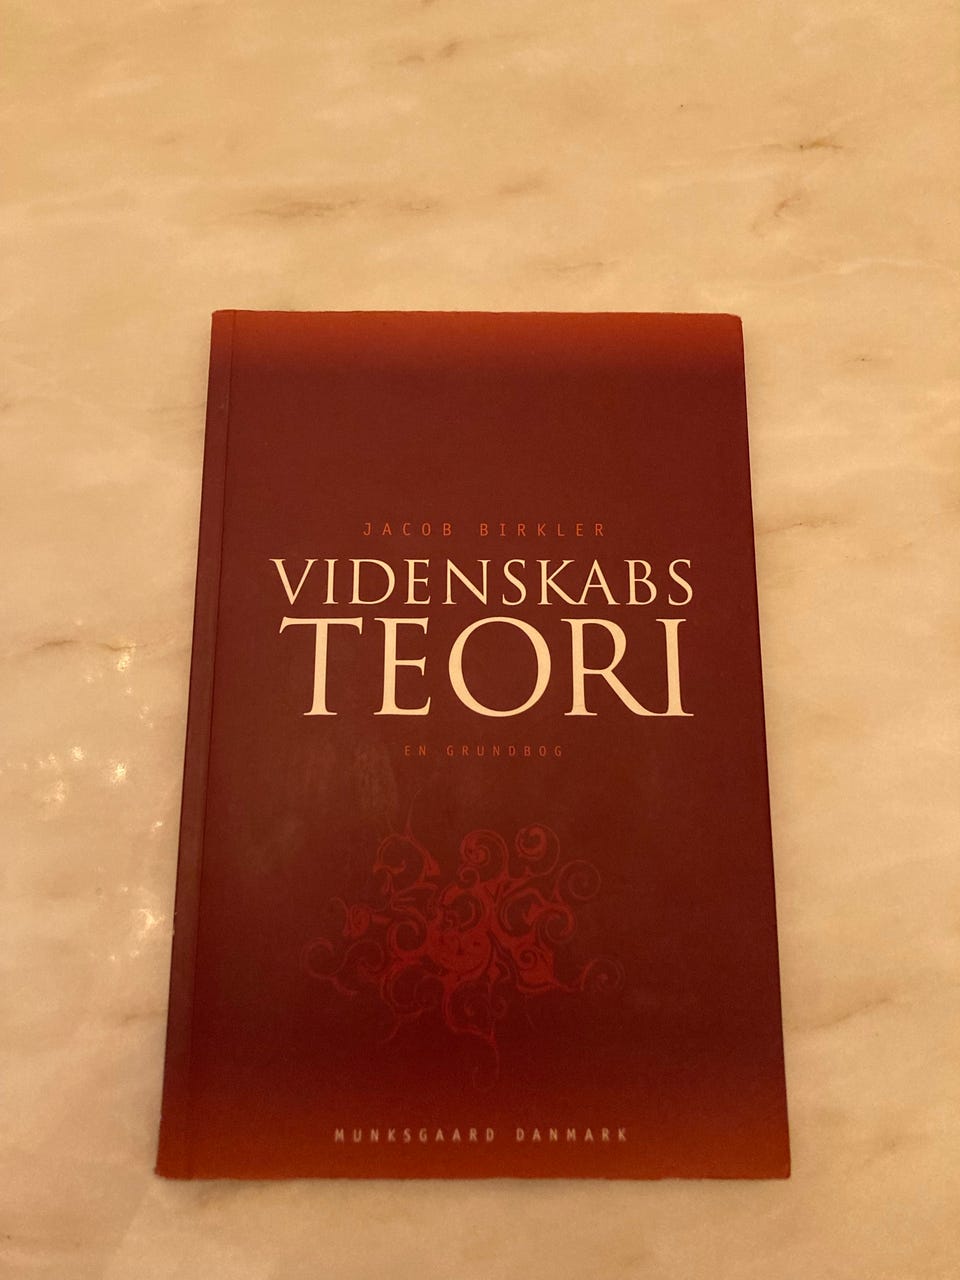 JACOB BIRKLER
VIDENSKABS
TEORI
EN GRUNDBOG
MUNKSGAARD DANMARK